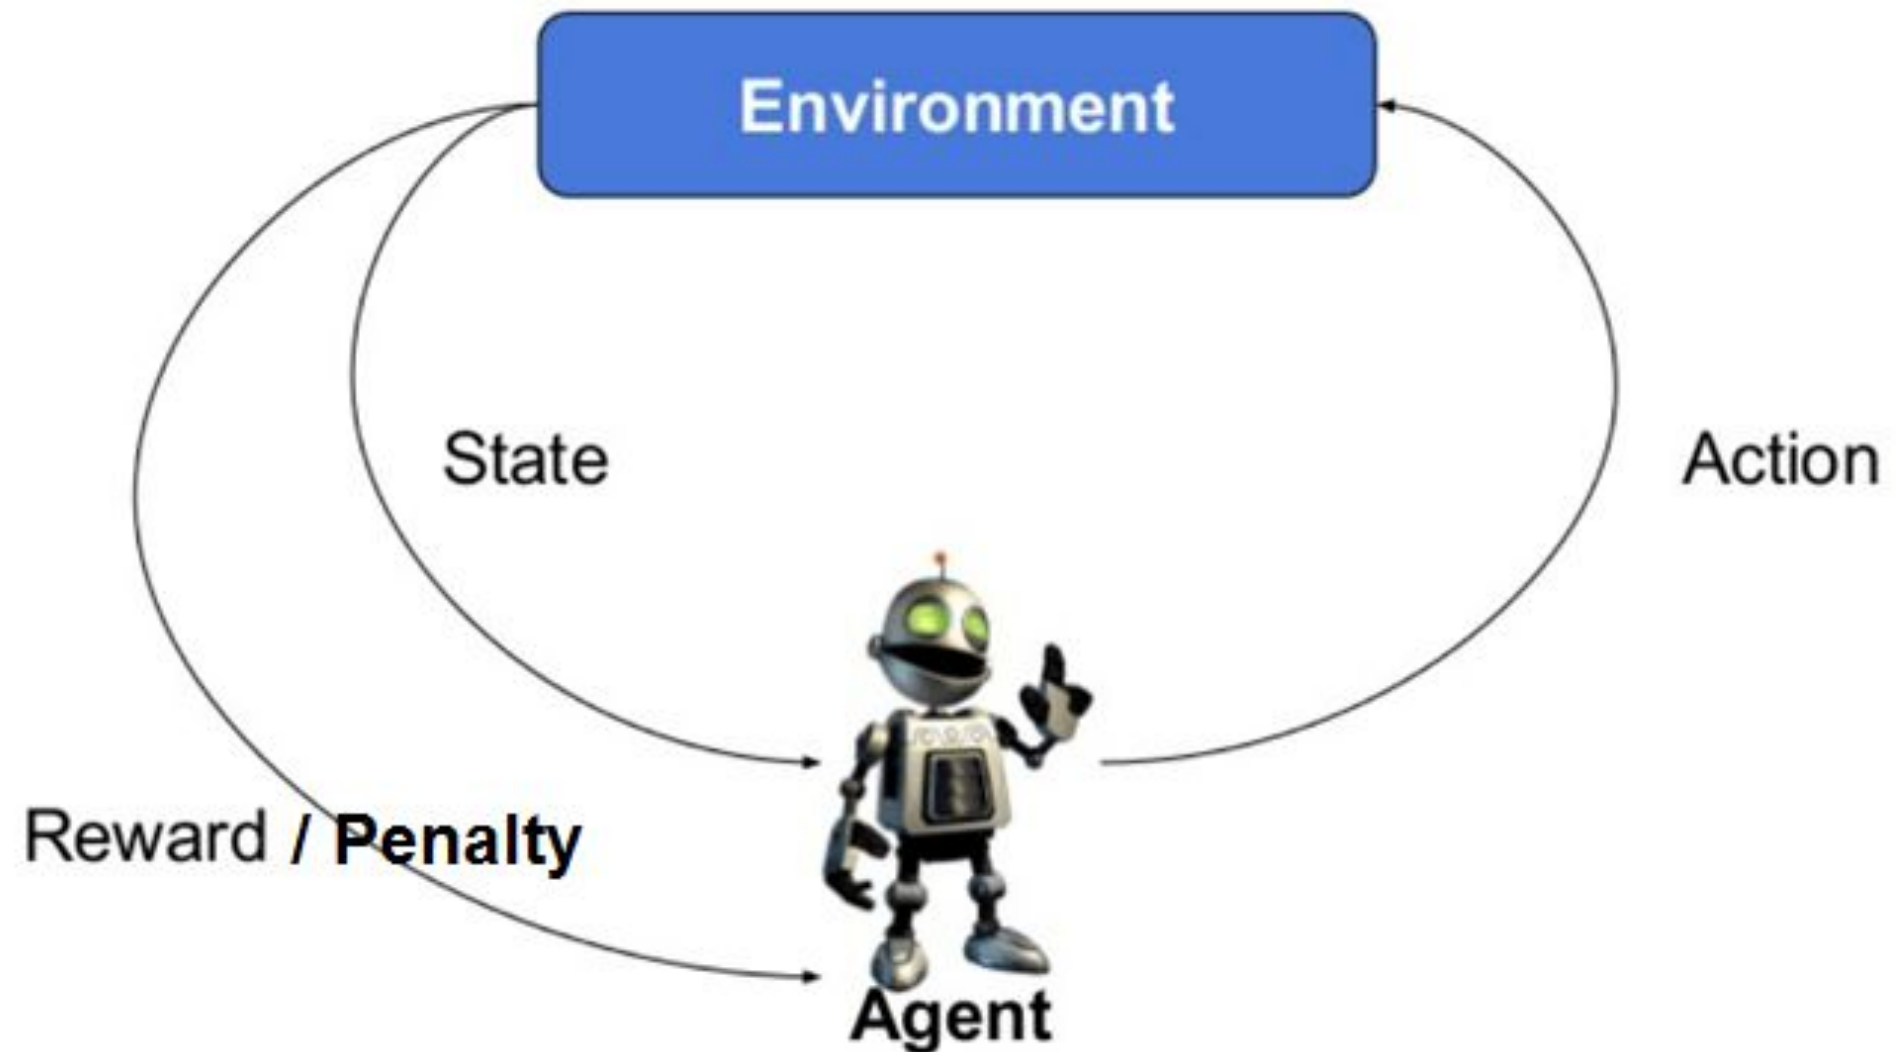 Environment
State
Action
Reward / Penalty
Agent